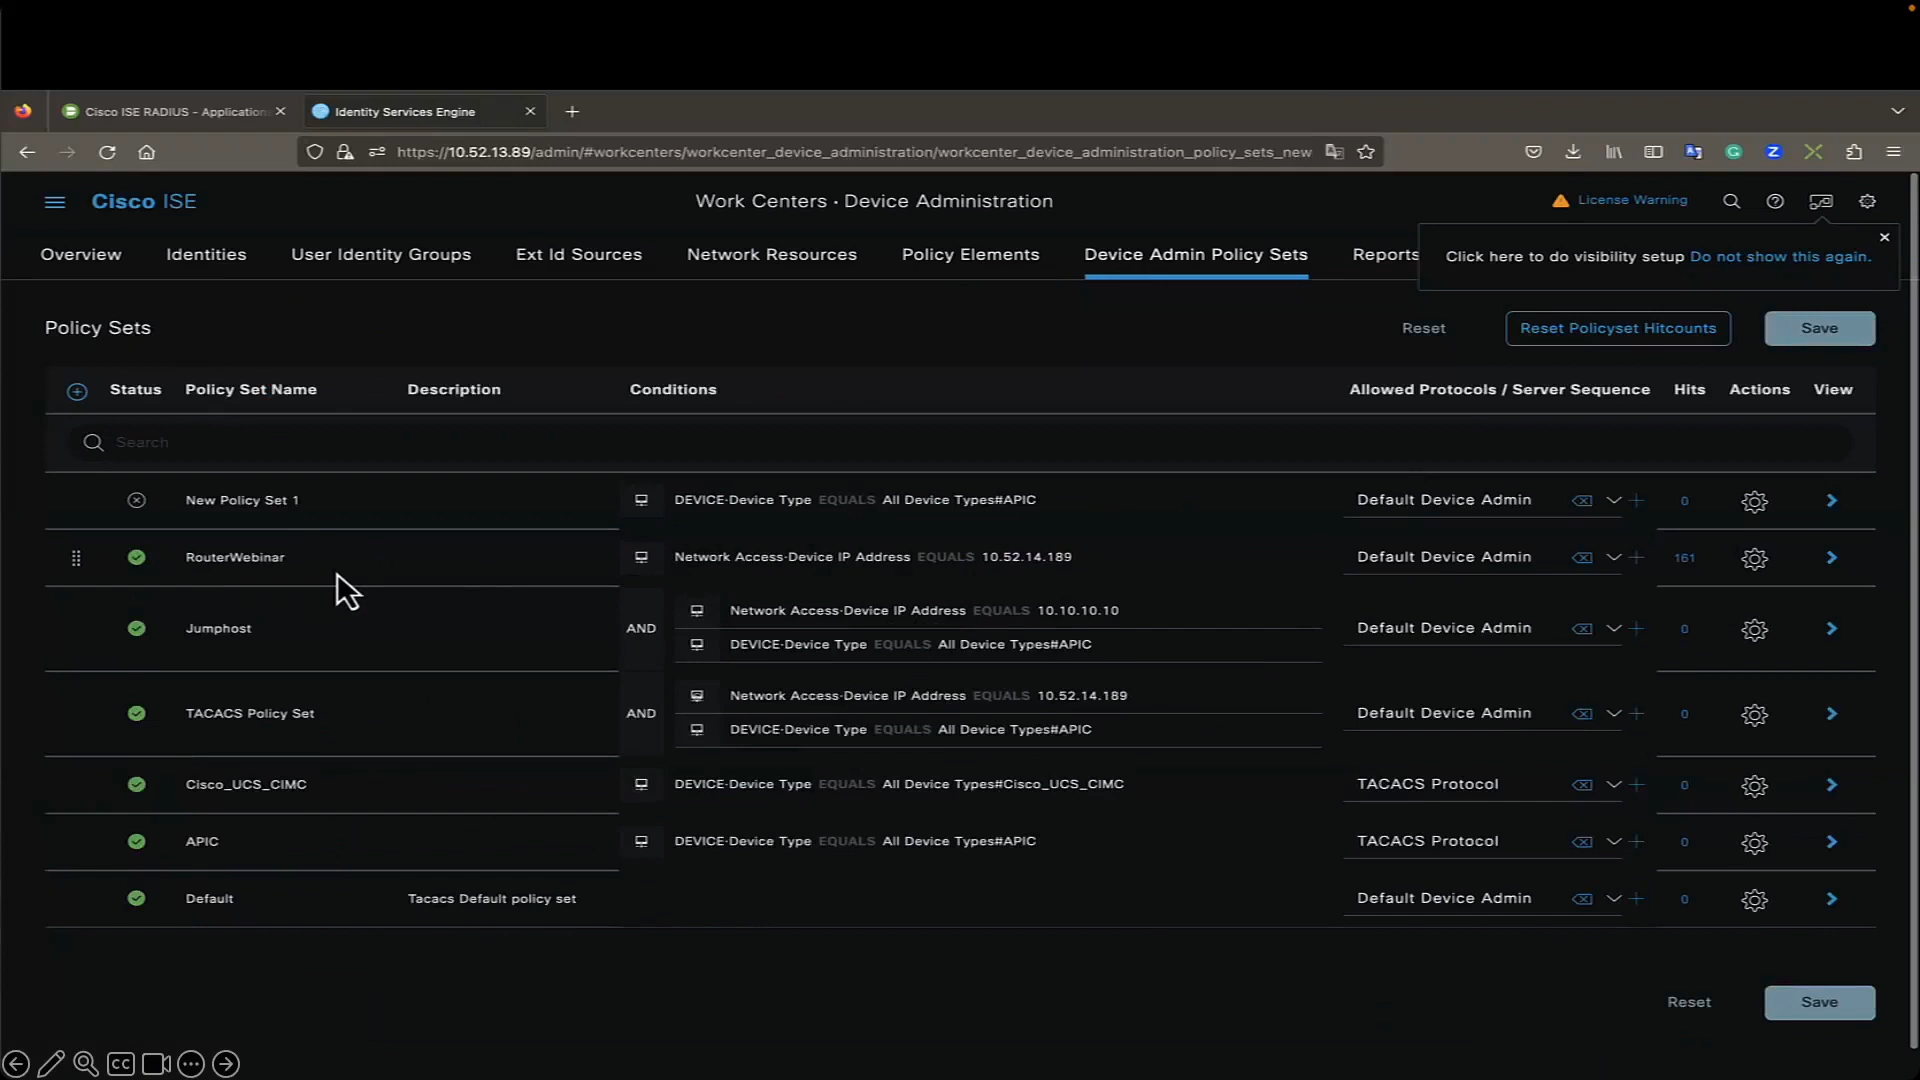 Cisco ISE RADIUS - Application
Identity Services Engine
https://10.52.13.89/admin/#workcenters/workcenter_device_administration/workcenter_device_administration_policy_sets_new
Cisco ISE
Work Centers · Device Administration
License Warning
Overview
Identities
User Identity Groups
Ext Id Sources
Network Resources
Policy Elements
Device Admin Policy Sets
Reports
Click here to do visibility setup Do not show this again.
Policy Sets
Reset
Reset Policyset Hitcounts
Save
Status
Policy Set Name
Description
Conditions
Allowed Protocols / Server Sequence
Hits
Actions
View
Search
New Policy Set 1
DEVICE·Device Type EQUALS All Device Types#APIC
Default Device Admin
0
RouterWebinar
Network Access·Device IP Address EQUALS 10.52.14.189
Default Device Admin
161
Jumphost
AND
Network Access·Device IP Address EQUALS 10.10.10.10
DEVICE·Device Type EQUALS All Device Types#APIC
Default Device Admin
0
TACACS Policy Set
AND
Network Access·Device IP Address EQUALS 10.52.14.189
DEVICE·Device Type EQUALS All Device Types#APIC
Default Device Admin
0
Cisco_UCS_CIMC
DEVICE·Device Type EQUALS All Device Types#Cisco_UCS_CIMC
TACACS Protocol
0
APIC
DEVICE·Device Type EQUALS All Device Types#APIC
TACACS Protocol
0
Default
Tacacs Default policy set
Default Device Admin
0
Reset
Save
CC